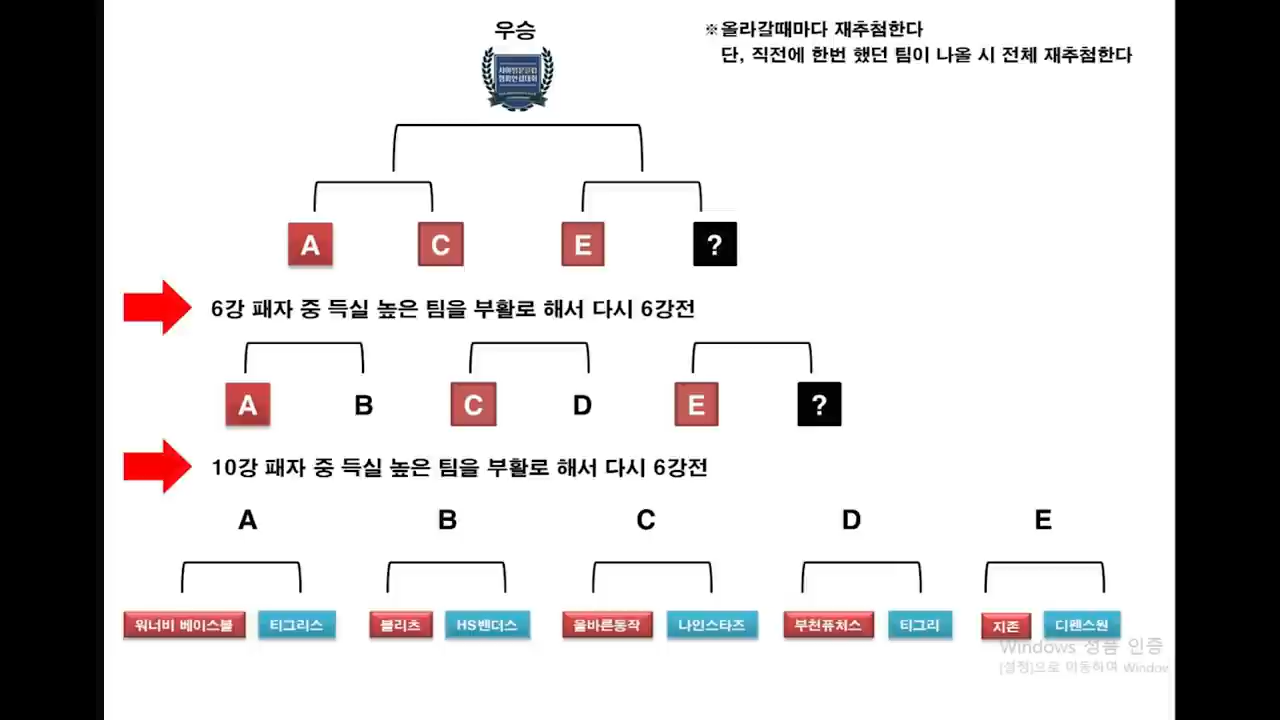 우승
※올라갈때마다 재추첨한다
단, 직전에 한번 했던 팀이 나올 시 전체 재추첨한다
A C E ?
6강 패자 중 득실 높은 팀을 부활로 해서 다시 6강전
A B C D E ?
10강 패자 중 득실 높은 팀을 부활로 해서 다시 6강전
A B C D E
워너비 베이스볼 티그리스 블리츠 HS벤더스 올바른동작 나인스타즈 부천퓨처스 티그리 지존 디펜스원
Windows 정품 인증
[설정]으로 이동하여 Window